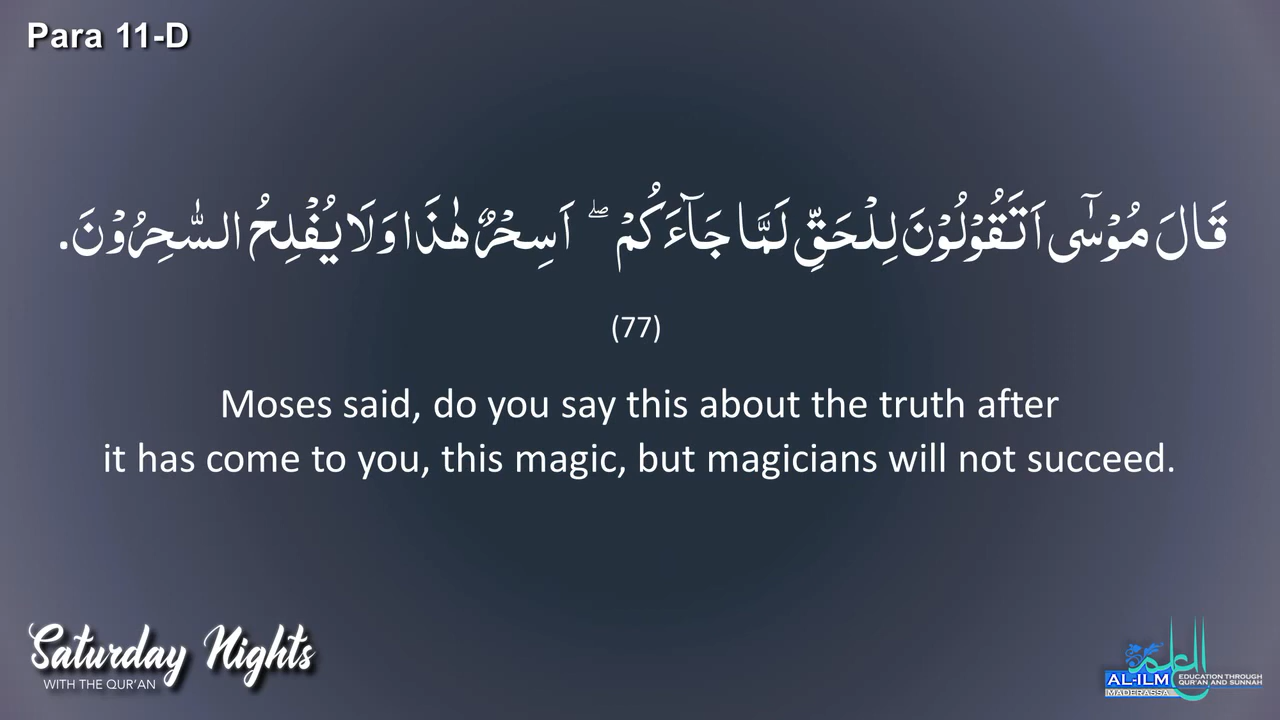 Para 11-D
قَالَ مُوْسٰٓى اَتَقُوْلُوْنَ لِلْحَقِّ لَمَّا جَآءَكُمْ ۖ اَسِحْرٌ هٰذَا وَلَا يُفْلِحُ السّٰحِرُوْنَ.
(77)
Moses said, do you say this about the truth after
it has come to you, this magic, but magicians will not succeed.
Saturday Nights
WITH THE QUR'AN
العلم
AL-ILM
MADERASSA
EDUCATION THROUGH
QUR'AN AND SUNNAH